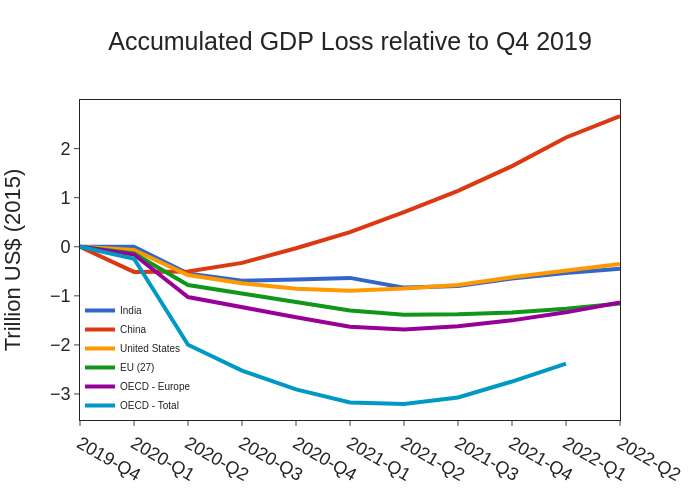 Accumulated GDP Loss relative to Q4 2019
Trillion US$ (2015)
2
1
0
−1
−2
−3
India
China
United States
EU (27)
OECD - Europe
OECD - Total
2019-Q4
2020-Q1
2020-Q2
2020-Q3
2020-Q4
2021-Q1
2021-Q2
2021-Q3
2021-Q4
2022-Q1
2022-Q2